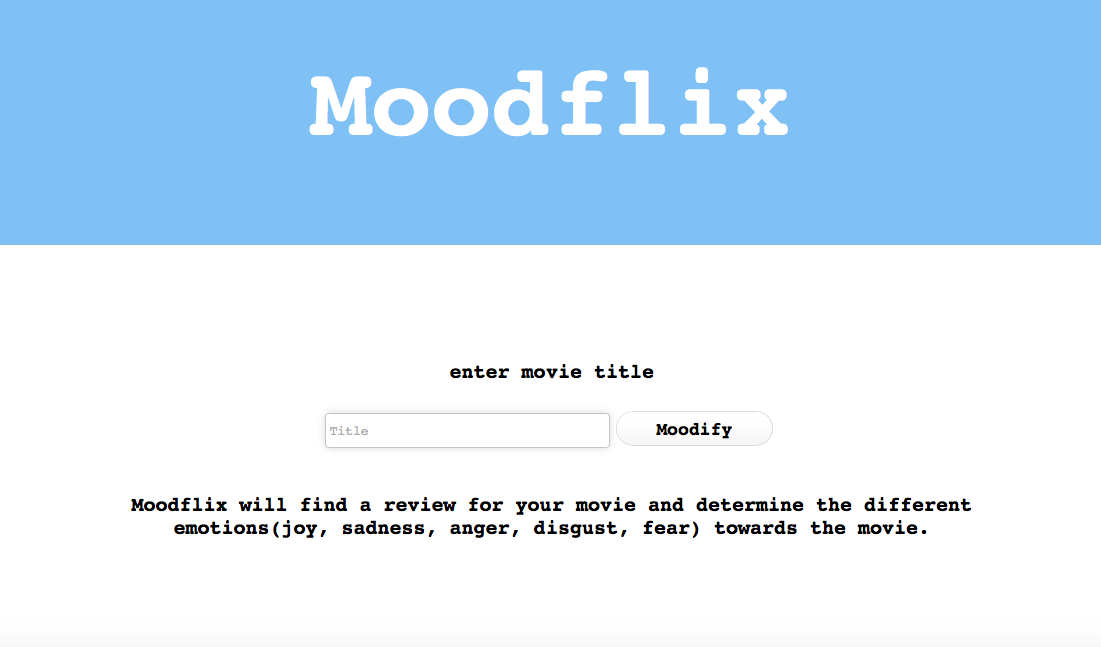 Moodflix
enter movie title
Title
Moodify
Moodflix will find a review for your movie and determine the different
emotions(joy, sadness, anger, disgust, fear) towards the movie.